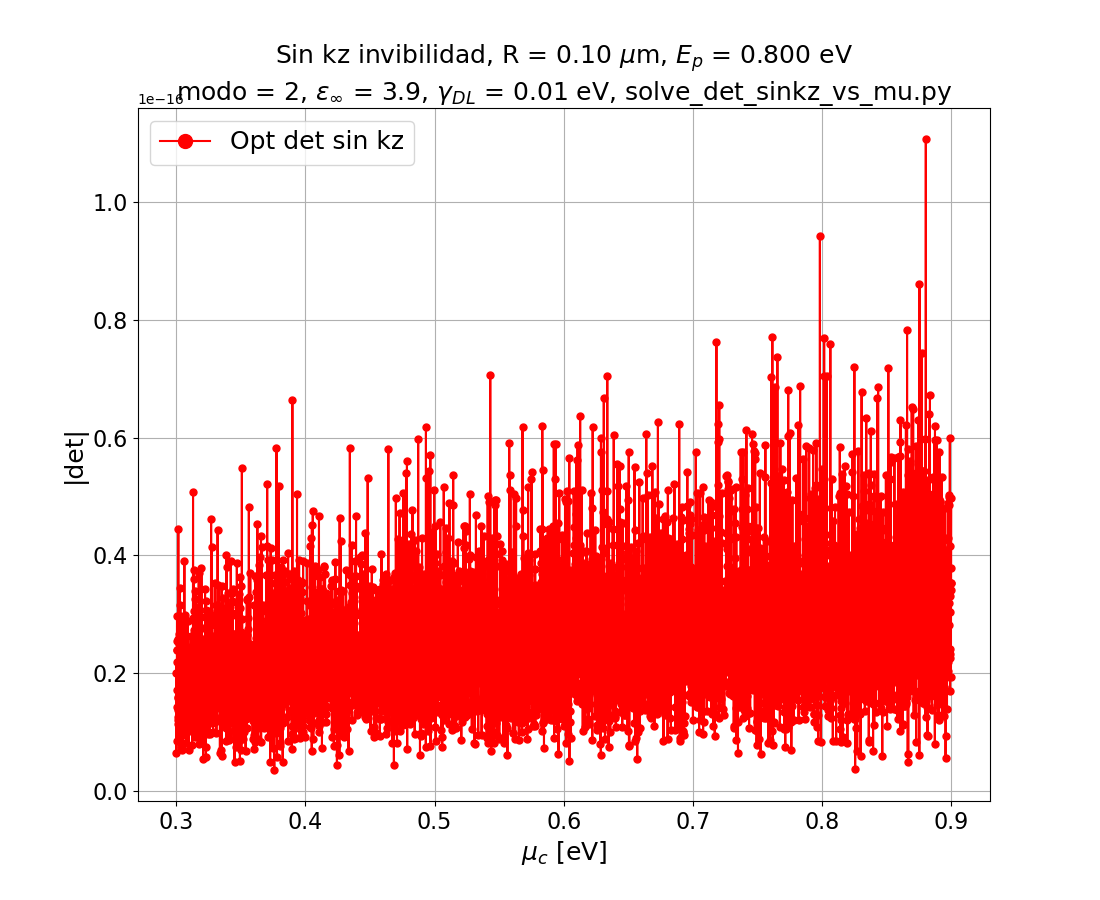 Sin kz invibilidad, R = 0.10 μm, E_p = 0.800 eV
modo = 2, ε_∞ = 3.9, γ_DL = 0.01 eV, solve_det_sinkz_vs_mu.py
1e−16
Opt det sin kz
1.0
0.8
0.6
0.4
0.2
0.0
|det|
0.3 0.4 0.5 0.6 0.7 0.8 0.9
μ_c [eV]